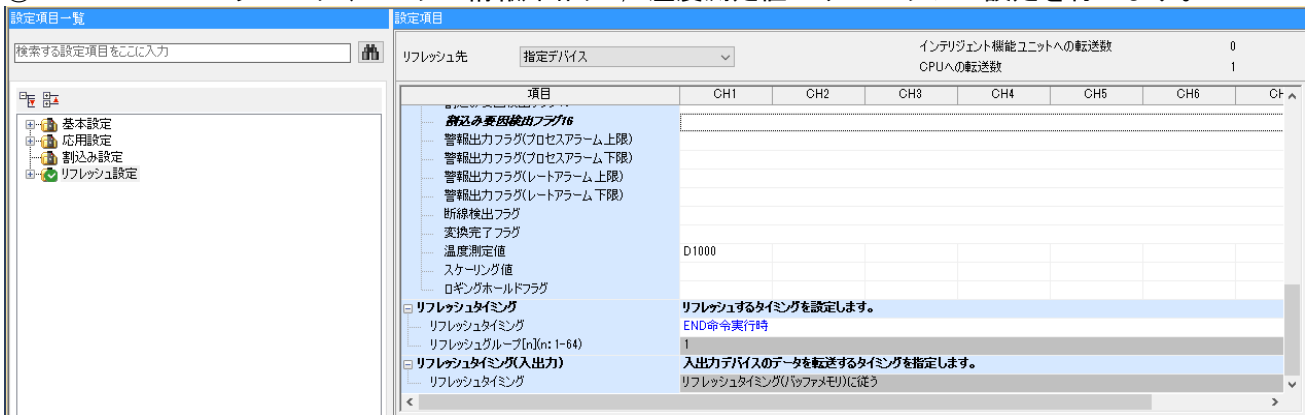 設定項目一覧
検索する設定項目をここに入力
基本設定
応用設定
割込み設定
リフレッシュ設定
設定項目
リフレッシュ先 指定デバイス
インテリジェント機能ユニットへの転送数 0
CPUへの転送数 1
項目 CH1 CH2 CH3 CH4 CH5 CH6
割込み要因検出フラグ16
警報出力フラグ(プロセスアラーム上限)
警報出力フラグ(プロセスアラーム下限)
警報出力フラグ(レートアラーム上限)
警報出力フラグ(レートアラーム下限)
断線検出フラグ
変換完了フラグ
温度測定値 D1000
スケーリング値
ロギングホールドフラグ
リフレッシュタイミング リフレッシュするタイミングを設定します。
リフレッシュタイミング END命令実行時
リフレッシュグループ[n](n: 1-64) 1
リフレッシュタイミング(入出力) 入出力デバイスのデータを転送するタイミングを指定します。
リフレッシュタイミング リフレッシュタイミング(バッファメモリ)に従う